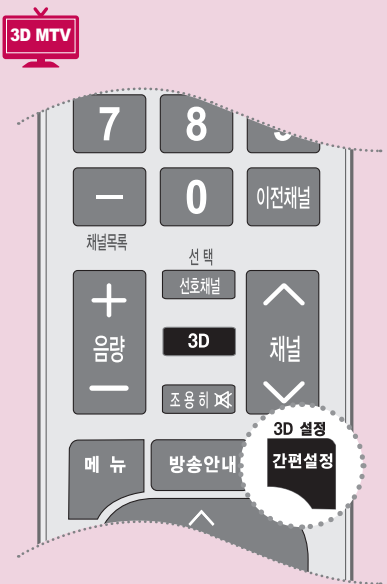 3D MTV
7 8 9
− 0 이전채널
채널목록
선 택
선호채널
+
음량
−
3D
채널
조용히
3D 설정
메 뉴 방송안내 간편설정